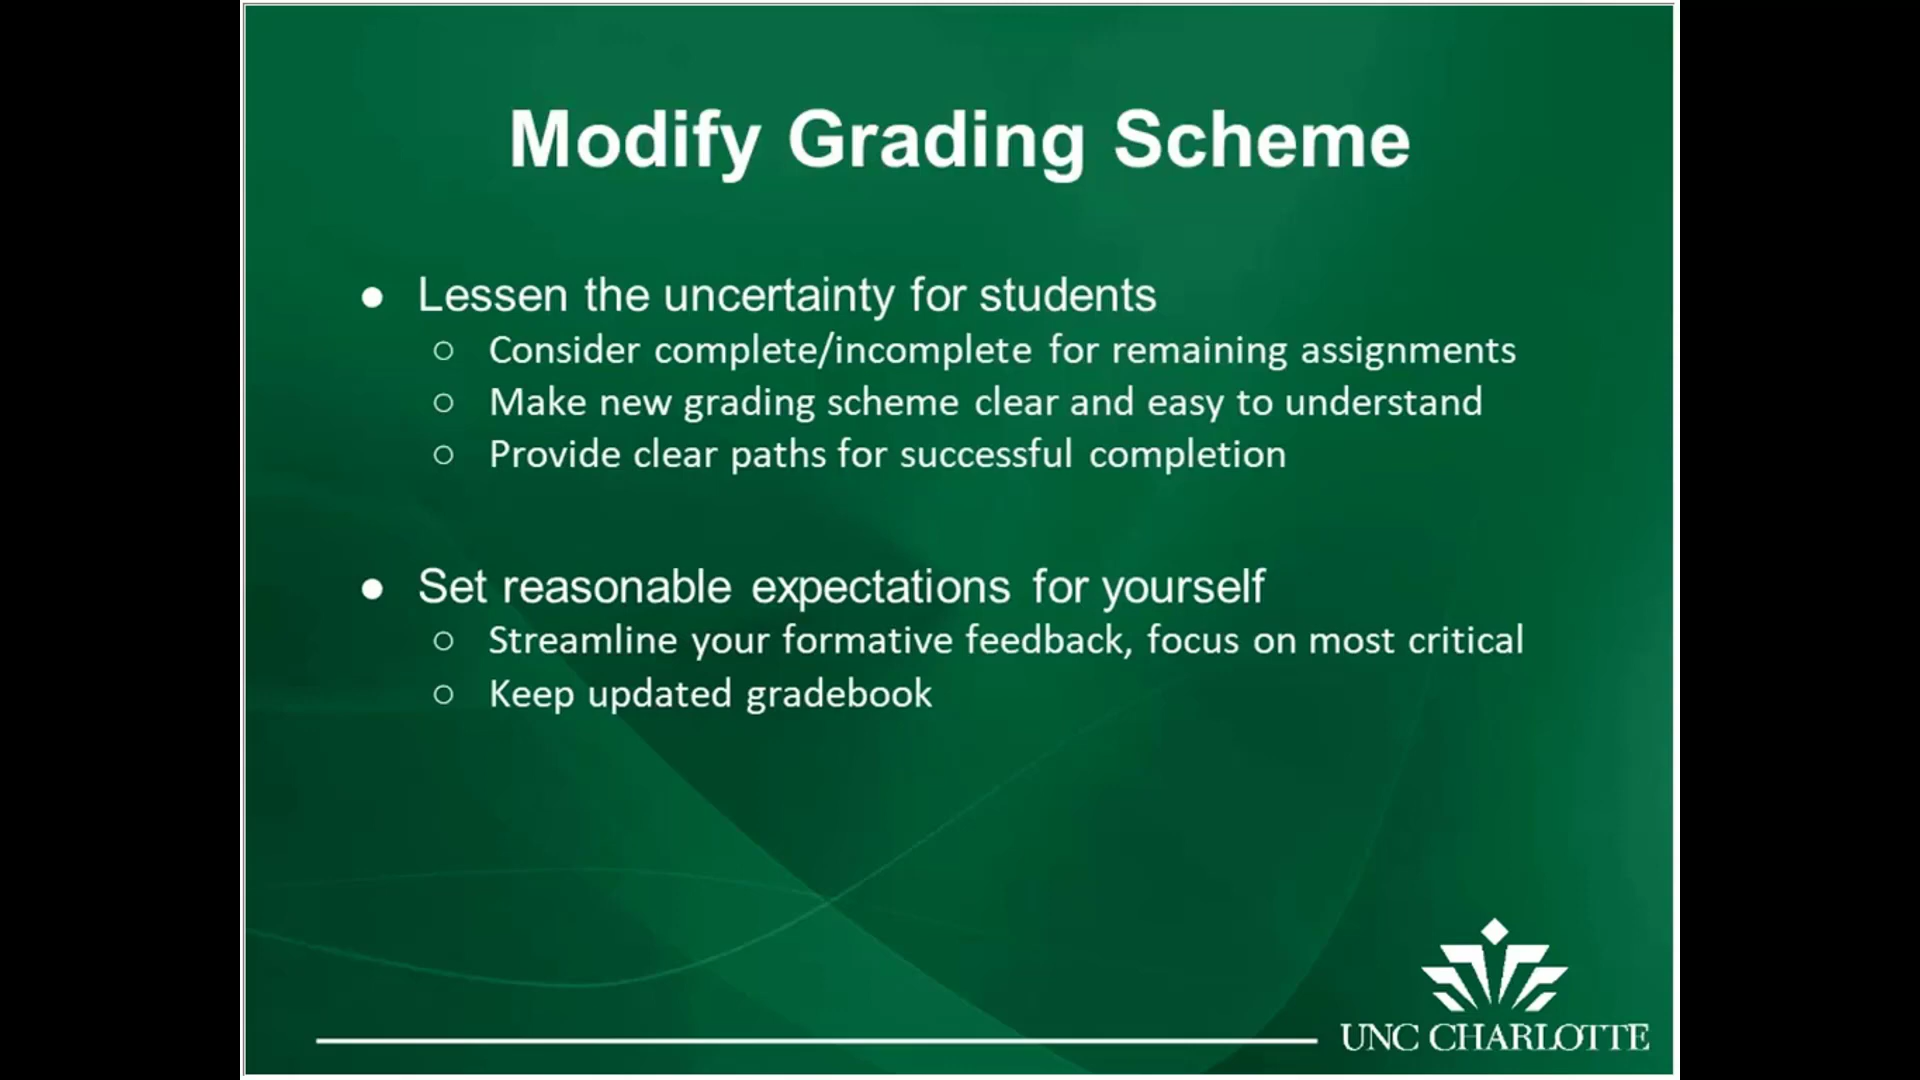 Modify Grading Scheme
● Lessen the uncertainty for students
○ Consider complete/incomplete for remaining assignments
○ Make new grading scheme clear and easy to understand
○ Provide clear paths for successful completion
● Set reasonable expectations for yourself
○ Streamline your formative feedback, focus on most critical
○ Keep updated gradebook
UNC CHARLOTTE